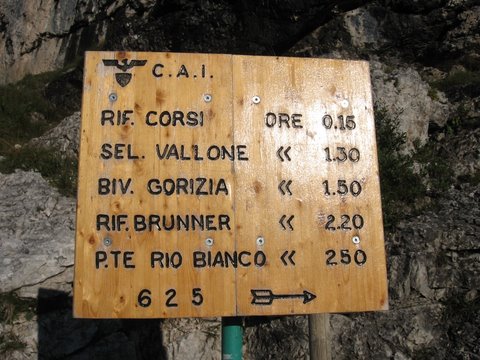 C.A.I.
RIF. CORSI ORE 0.15
SEL. VALLONE « 1.30
BIV. GORIZIA « 1.50
RIF. BRUNNER « 2.20
P.TE RIO BIANCO « 2.50
625